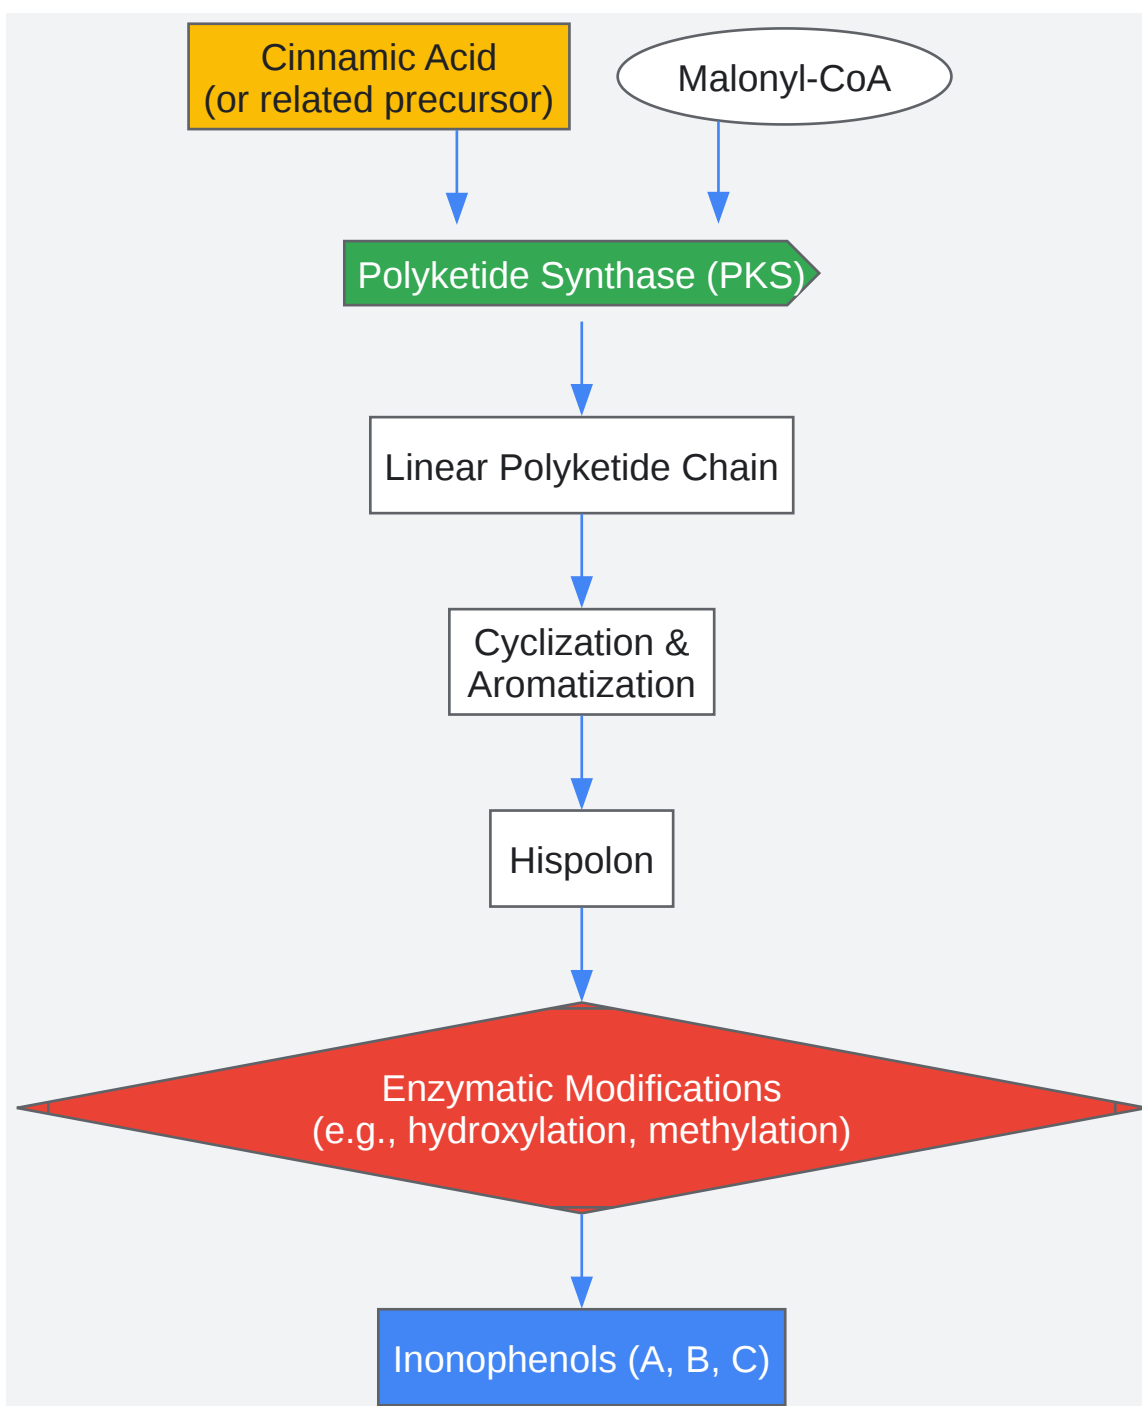 Cinnamic Acid
(or related precursor)
Malonyl-CoA
Polyketide Synthase (PKS)
Linear Polyketide Chain
Cyclization &
Aromatization
Hispolon
Enzymatic Modifications
(e.g., hydroxylation, methylation)
Inonophenols (A, B, C)